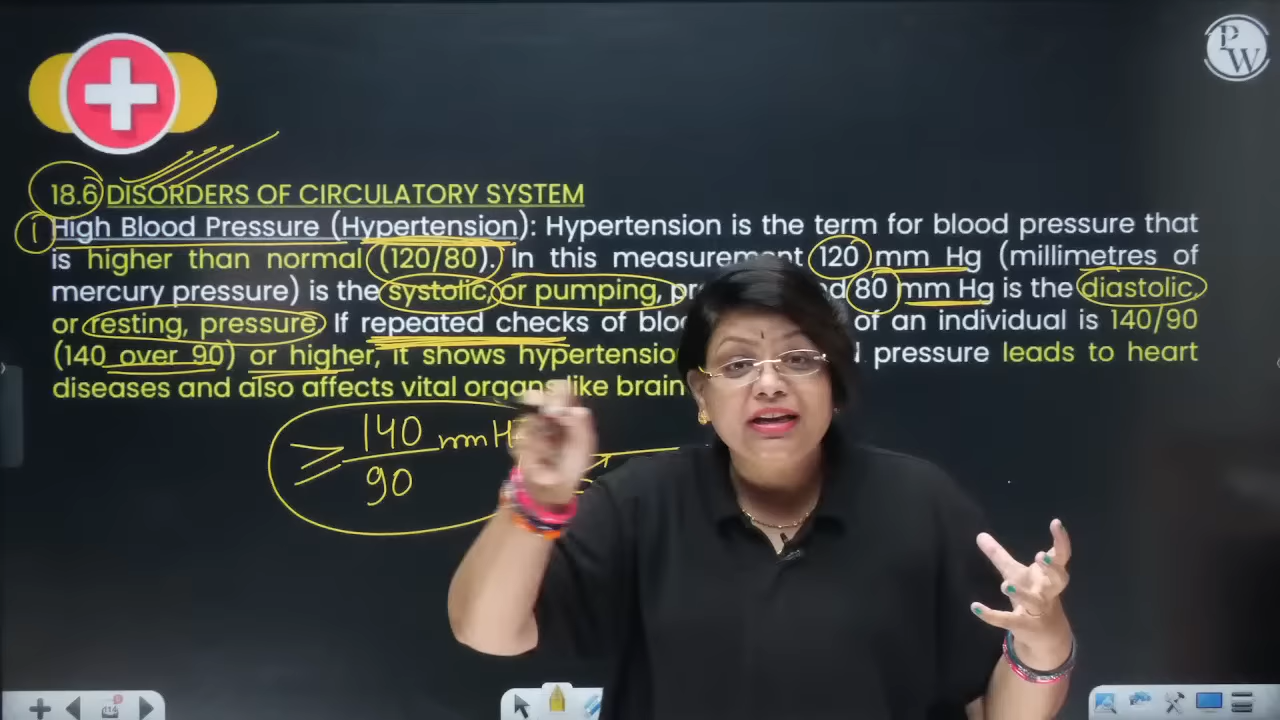 PW
18.6 DISORDERS OF CIRCULATORY SYSTEM
1 High Blood Pressure (Hypertension): Hypertension is the term for blood pressure that
is higher than normal (120/80). In this measurement 120 mm Hg (millimetres of
mercury pressure) is the systolic, or pumping, 80 mm Hg is the diastolic,
or resting, pressure. If repeated checks of of an individual is 140/90
(140 over 90) or higher, it shows pressure leads to heart
diseases and also affects vital organs like brain
≥ 140 mm
90
114